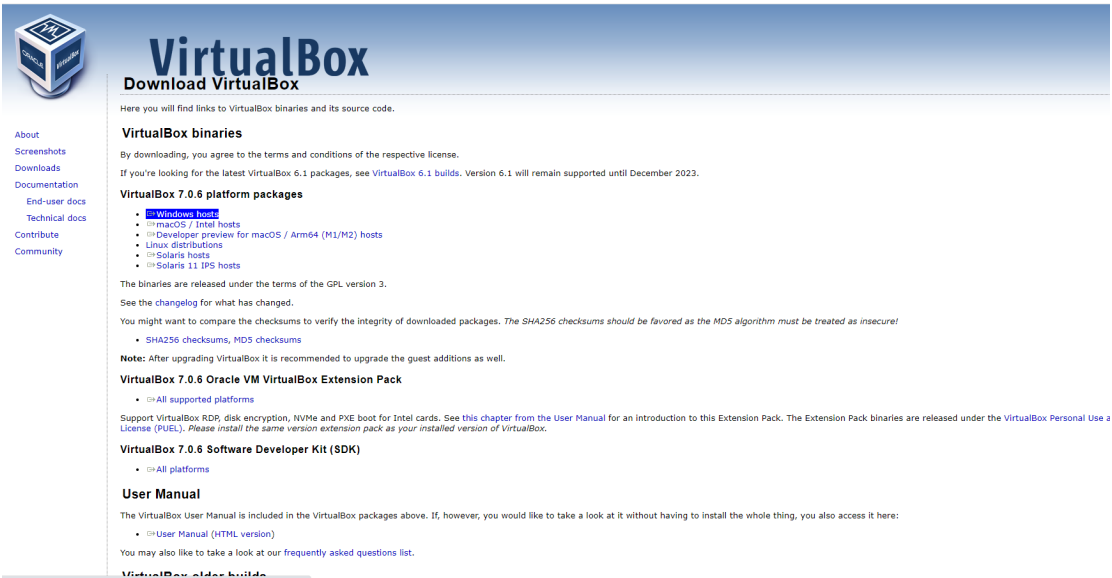 VirtualBox
Download VirtualBox
Here you will find links to VirtualBox binaries and its source code.
About
Screenshots
Downloads
Documentation
End-user docs
Technical docs
Contribute
Community
VirtualBox binaries
By downloading, you agree to the terms and conditions of the respective license.
If you're looking for the latest VirtualBox 6.1 packages, see VirtualBox 6.1 builds. Version 6.1 will remain supported until December 2023.
VirtualBox 7.0.6 platform packages
• Windows hosts
• macOS / Intel hosts
• Developer preview for macOS / Arm64 (M1/M2) hosts
• Linux distributions
• Solaris hosts
• Solaris 11 IPS hosts
The binaries are released under the terms of the GPL version 3.
See the changelog for what has changed.
You might want to compare the checksums to verify the integrity of downloaded packages. The SHA256 checksums should be favored as the MD5 algorithm must be treated as insecure!
• SHA256 checksums, MD5 checksums
Note: After upgrading VirtualBox it is recommended to upgrade the guest additions as well.
VirtualBox 7.0.6 Oracle VM VirtualBox Extension Pack
• All supported platforms
Support VirtualBox RDP, disk encryption, NVMe and PXE boot for Intel cards. See this chapter from the User Manual for an introduction to this Extension Pack. The Extension Pack binaries are released under the VirtualBox Personal Use a
License (PUEL). Please install the same version extension pack as your installed version of VirtualBox.
VirtualBox 7.0.6 Software Developer Kit (SDK)
• All platforms
User Manual
The VirtualBox User Manual is included in the VirtualBox packages above. If, however, you would like to take a look at it without having to install the whole thing, you also access it here:
• User Manual (HTML version)
You may also like to take a look at our frequently asked questions list.
VirtualBox older builds